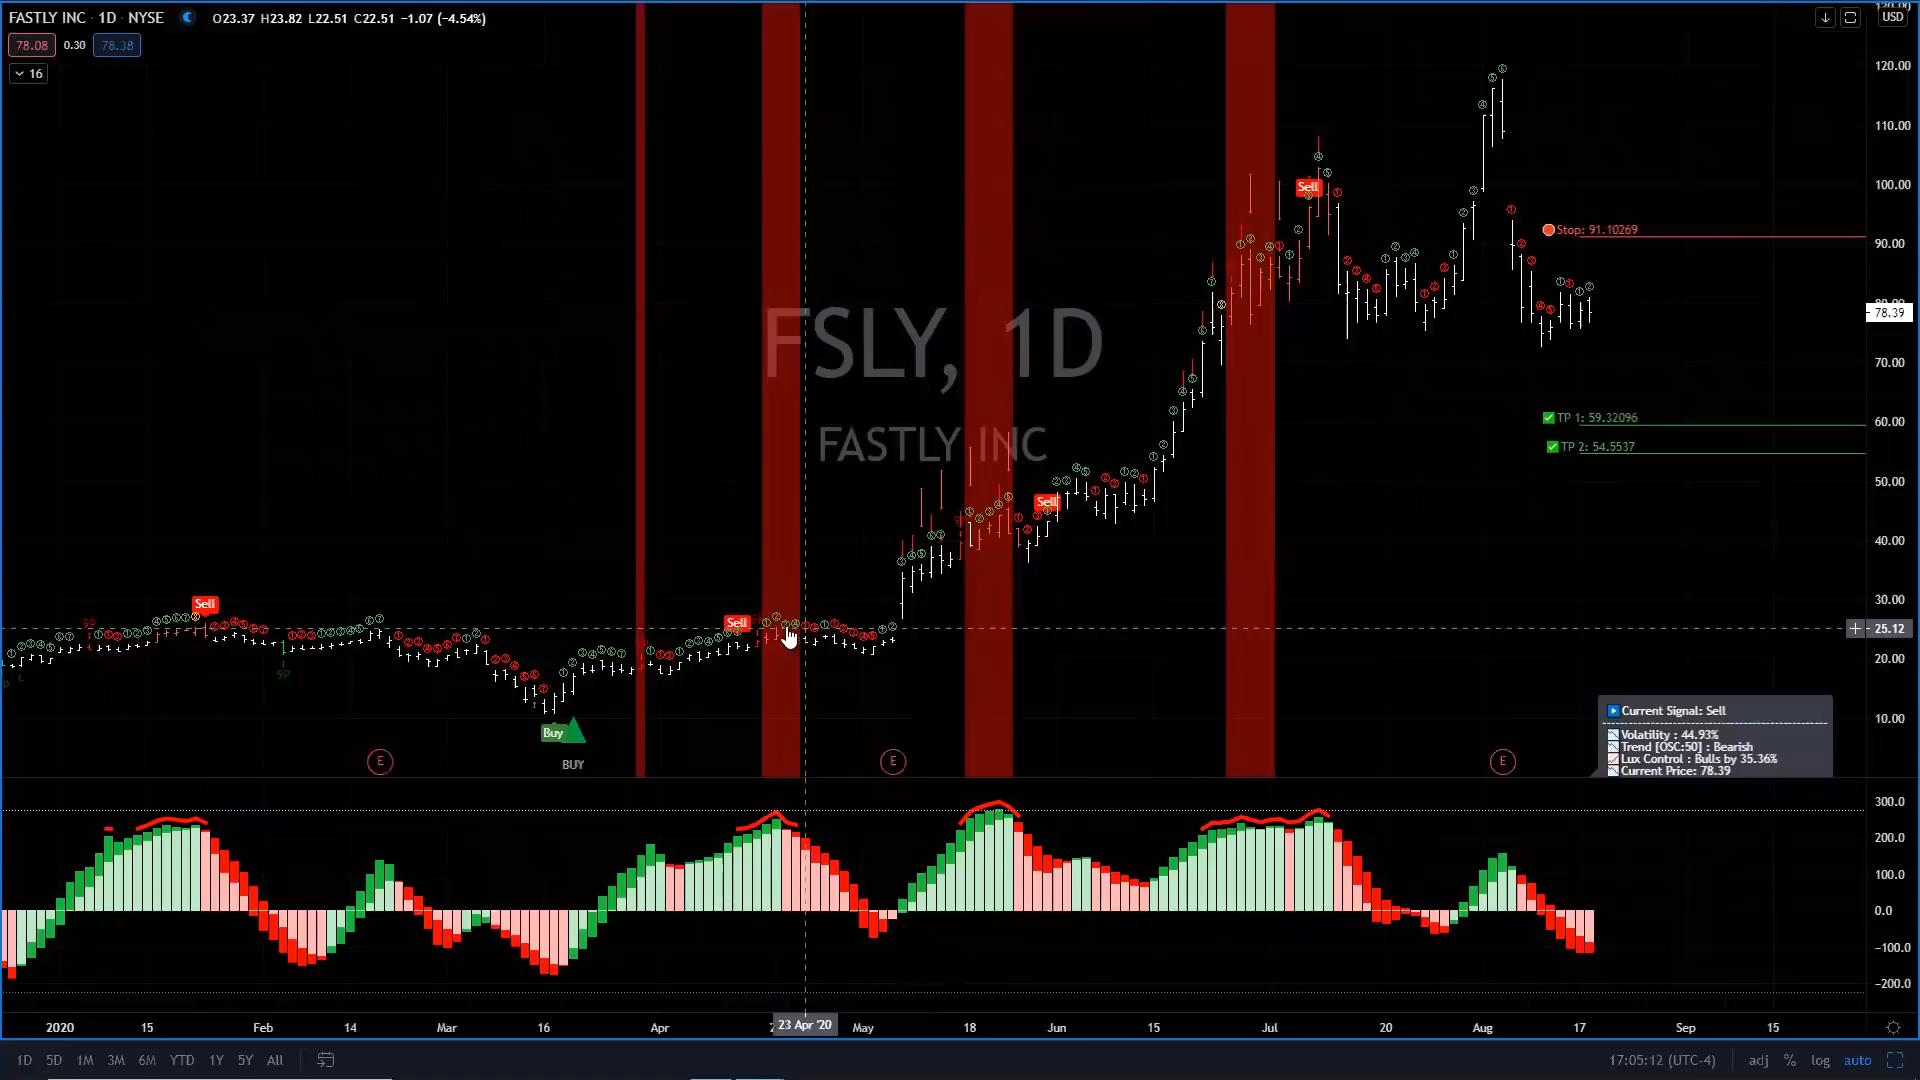 FASTLY INC · 1D · NYSE O23.37 H23.82 L22.51 C22.51 −1.07 (−4.54%)
78.08 0.30 78.38
16
USD
120.00
110.00
100.00
90.00
78.39
70.00
60.00
50.00
40.00
30.00
25.12
20.00
10.00
FSLY, 1D
FASTLY INC
Sell
Sell
Sell
Sell
Stop: 91.10269
TP 1: 59.32096
TP 2: 54.5537
9P
Buy
BUY
E
E
E
Current Signal: Sell
Volatility : 44.93%
Trend [OSC:50] : Bearish
Lux Control : Bulls by 35.36%
Current Price: 78.39
300.0
200.0
100.0
0.0
−100.0
−200.0
2020 15 Feb 14 Mar 16 Apr 23 Apr '20 May 18 Jun 15 Jul 20 Aug 17 Sep 15
1D 5D 1M 3M 6M YTD 1Y 5Y All
17:05:12 (UTC-4) adj % log auto